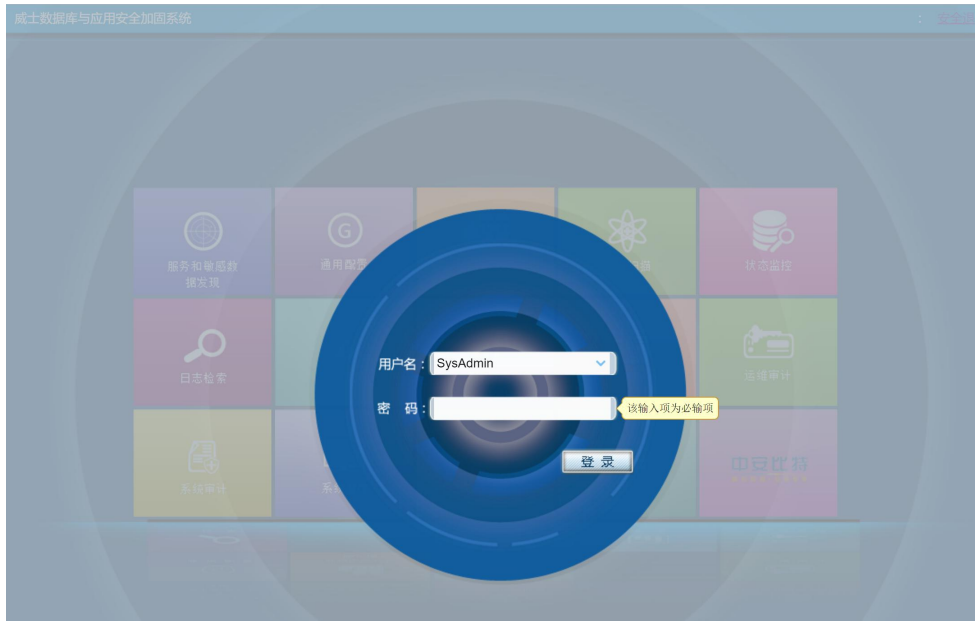 威士数据库与应用安全加固系统
:
服务和敏感数
据发现
通用配置
状态监控
日志检索
运维审计
系统审计
中安比特
用户名：
SysAdmin
密 码：
该输入项为必输项
登 录